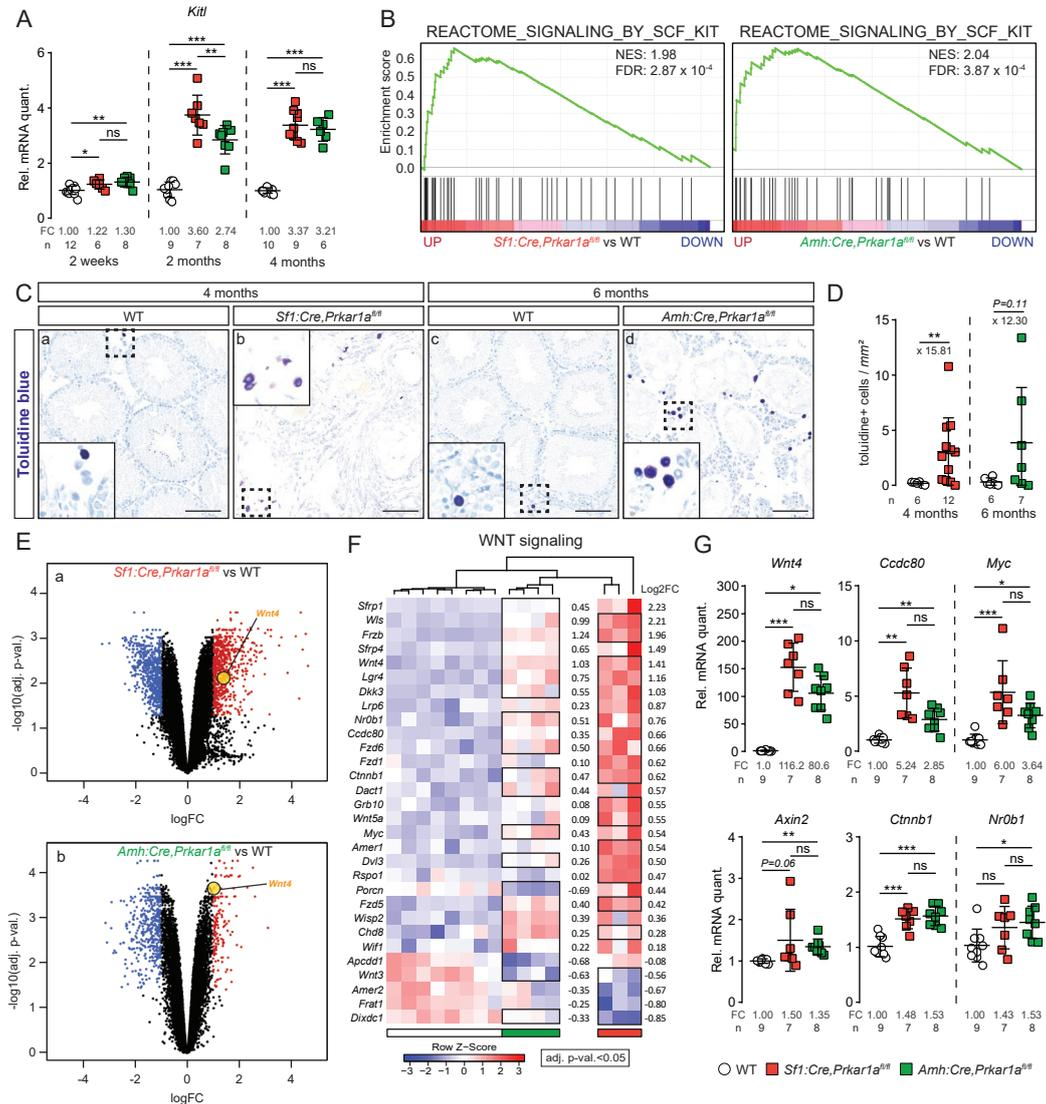 A
Kitl
Rel. mRNA quant.
6
4
2
0
*
**
ns
***
***
**
***
***
ns
FC 1.00 1.22 1.30 1.00 3.60 2.74 1.00 3.37 3.21
n 12 6 8 9 7 8 10 9 6
2 weeks 2 months 4 months
B
REACTOME_SIGNALING_BY_SCF_KIT
Enrichment score
0.6
0.5
0.4
0.3
0.2
0.1
0.0
NES: 1.98
FDR: 2.87 x 10-4
UP Sf1:Cre,Prkar1afl/fl vs WT DOWN
REACTOME_SIGNALING_BY_SCF_KIT
NES: 2.04
FDR: 3.87 x 10-4
UP Amh:Cre,Prkar1afl/fl vs WT DOWN
C
4 months 6 months
WT Sf1:Cre,Prkar1afl/fl WT Amh:Cre,Prkar1afl/fl
Toluidine blue
a b c d
D
toluidine+ cells / mm²
15
10
5
0
**
x 15.81
P=0.11
x 12.30
n 6 12 6 7
4 months 6 months
E
a
Sf1:Cre,Prkar1afl/fl vs WT
Wnt4
-log10(adj. p-val.)
4
3
2
1
0
-4 -2 0 2 4
logFC
b
Amh:Cre,Prkar1afl/fl vs WT
Wnt4
-log10(adj. p-val.)
4
3
2
1
0
-4 -2 0 2 4
logFC
F
WNT signaling
Log2FC
Sfrp1 0.45 2.23
Wls 0.99 2.21
Frzb 1.24 1.96
Sfrp4 0.65 1.49
Wnt4 1.03 1.41
Lgr4 0.75 1.16
Dkk3 0.55 1.03
Lrp6 0.23 0.87
Nr0b1 0.51 0.76
Ccdc80 0.35 0.66
Fzd6 0.50 0.66
Fzd1 0.10 0.62
Ctnnb1 0.47 0.62
Dact1 0.44 0.57
Grb10 0.08 0.55
Wnt5a 0.09 0.55
Myc 0.43 0.54
Amer1 0.10 0.54
Dvl3 0.26 0.50
Rspo1 0.02 0.47
Porcn -0.69 0.44
Fzd5 0.40 0.42
Wisp2 0.39 0.36
Chd8 0.25 0.28
Wif1 0.22 0.18
Apcdd1 -0.68 -0.08
Wnt3 -0.63 -0.56
Amer2 -0.35 -0.67
Frat1 -0.25 -0.80
Dixdc1 -0.33 -0.85
Row Z-Score
-3 -2 -1 0 1 2 3
adj. p-val.<0.05
G
Wnt4
Rel. mRNA quant.
300
250
200
150
100
50
0
*
ns
***
FC 1.0 116.2 80.6
n 9 7 8
Ccdc80
15
10
5
0
**
ns
**
1.00 5.24 2.85
9 7 8
Myc
*
ns
***
1.00 6.00 3.64
9 7 8
Axin2
Rel. mRNA quant.
4
3
2
1
0
**
ns
P=0.06
FC 1.00 1.50 1.35
n 9 7 8
Ctnnb1
3
2
1
0
***
ns
***
1.00 1.48 1.53
9 7 8
Nr0b1
*
ns
ns
1.00 1.43 1.53
9 7 8
WT Sf1:Cre,Prkar1afl/fl Amh:Cre,Prkar1afl/fl